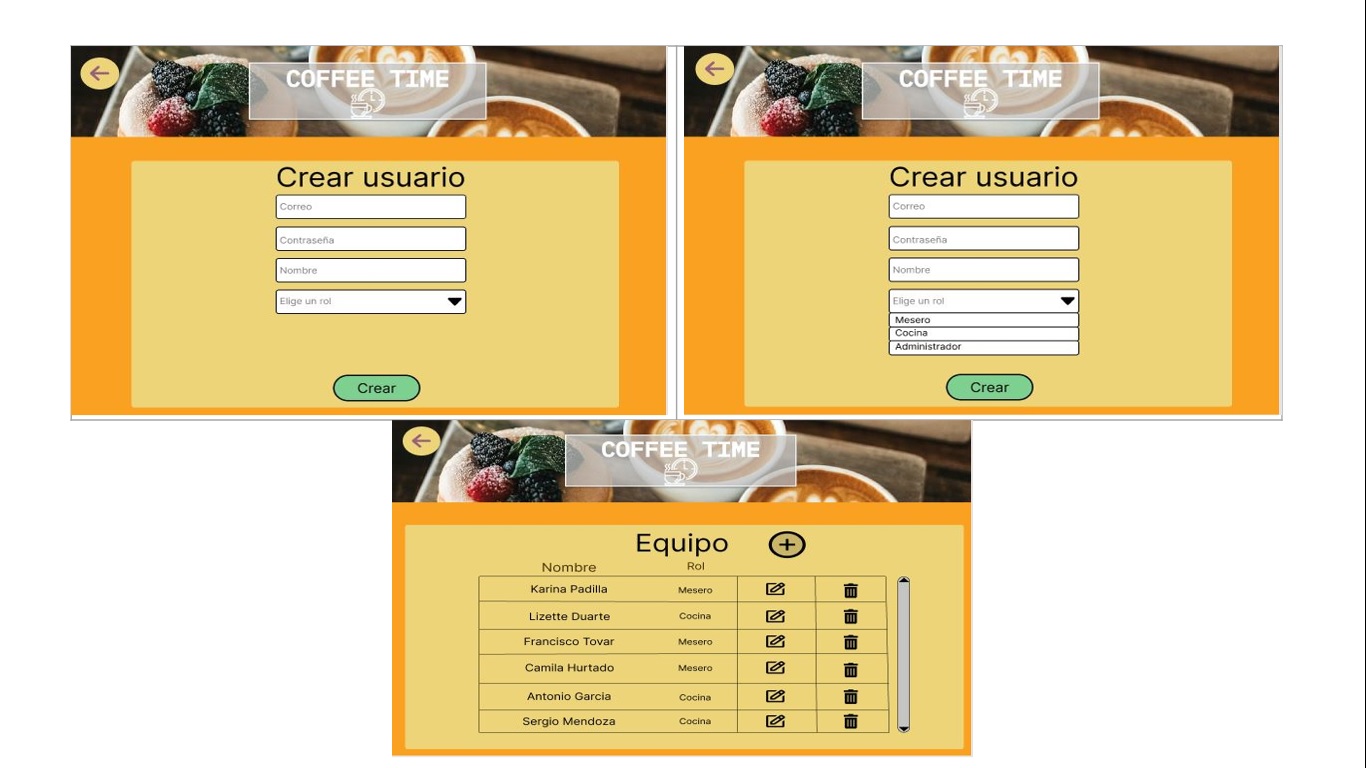 COFFEE TIME
Crear usuario
Correo
Contraseña
Nombre
Elige un rol
Crear
COFFEE TIME
Crear usuario
Correo
Contraseña
Nombre
Elige un rol
Mesero
Cocina
Administrador
Crear
COFFEE TIME
Equipo
Nombre Rol
Karina Padilla Mesero
Lizette Duarte Cocina
Francisco Tovar Mesero
Camila Hurtado Mesero
Antonio Garcia Cocina
Sergio Mendoza Cocina